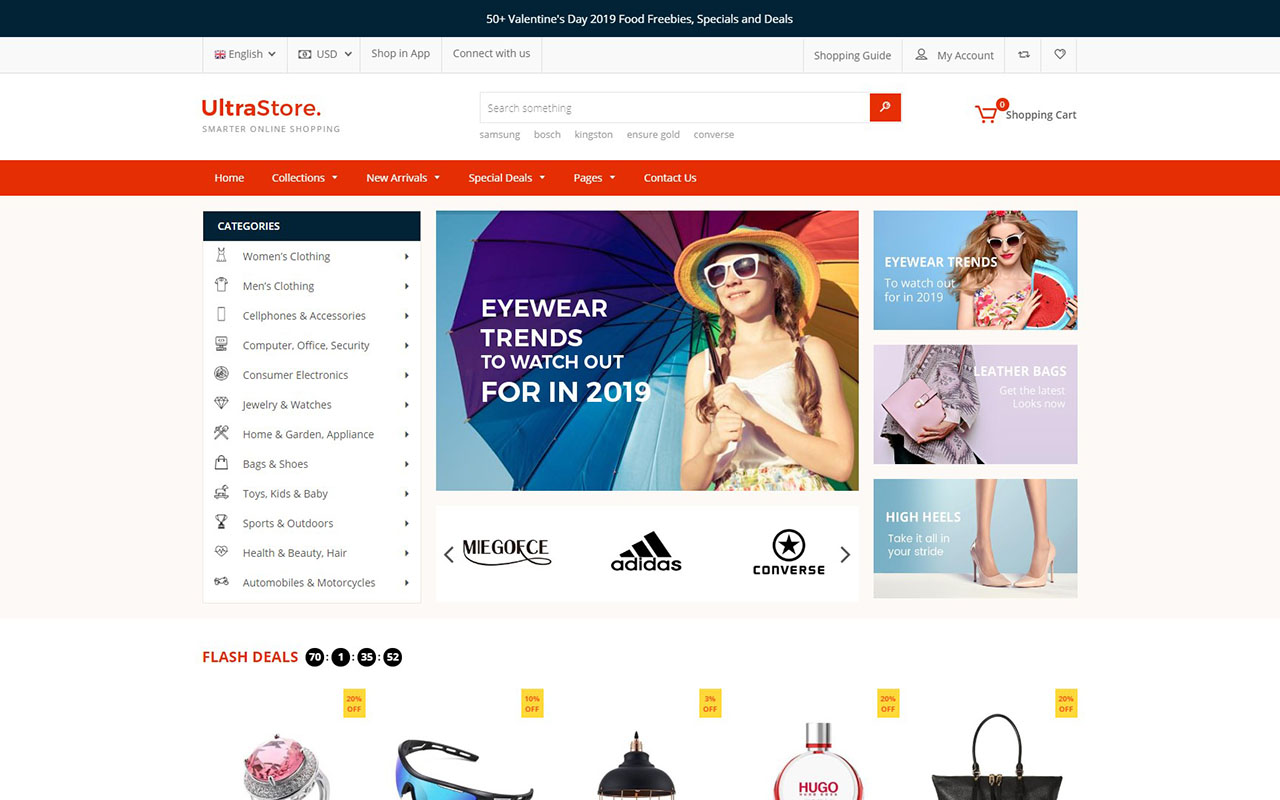 50+ Valentine's Day 2019 Food Freebies, Specials and Deals
English USD Shop in App Connect with us Shopping Guide My Account
UltraStore.
SMARTER ONLINE SHOPPING
Search something
samsung bosch kingston ensure gold converse
0
Shopping Cart
Home Collections New Arrivals Special Deals Pages Contact Us
CATEGORIES
Women's Clothing
Men's Clothing
Cellphones & Accessories
Computer, Office, Security
Consumer Electronics
Jewelry & Watches
Home & Garden, Appliance
Bags & Shoes
Toys, Kids & Baby
Sports & Outdoors
Health & Beauty, Hair
Automobiles & Motorcycles
EYEWEAR
TRENDS
TO WATCH OUT
FOR IN 2019
MIEGOFCE
adidas
CONVERSE
EYEWEAR TRENDS
To watch out
for in 2019
LEATHER BAGS
Get the latest
Looks now
HIGH HEELS
Take it all in
your stride
FLASH DEALS 70 : 1 : 35 : 52
20%
OFF
10%
OFF
3%
OFF
20%
OFF
20%
OFF
HUGO